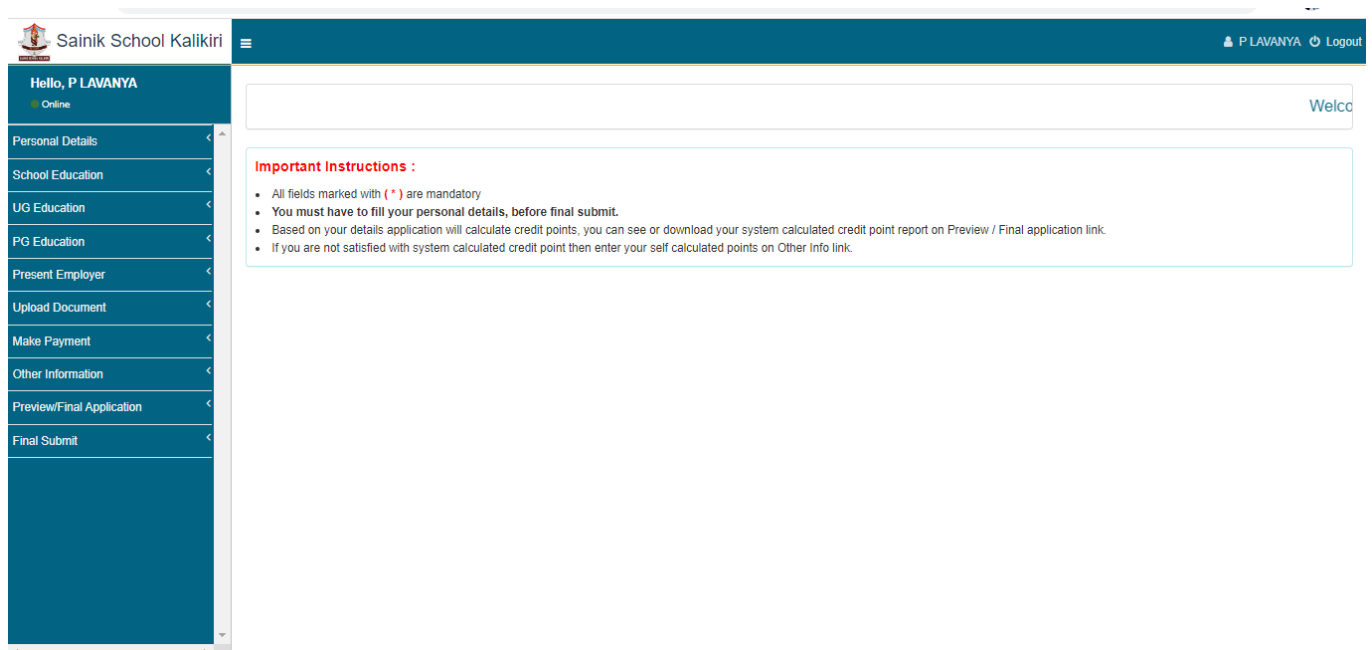 Sainik School Kalikiri
P LAVANYA Logout
Hello, P LAVANYA
Online
Welco
Personal Details
School Education
UG Education
PG Education
Present Employer
Upload Document
Make Payment
Other Information
Preview/Final Application
Final Submit
Important Instructions :
All fields marked with ( * ) are mandatory
You must have to fill your personal details, before final submit.
Based on your details application will calculate credit points, you can see or download your system calculated credit point report on Preview / Final application link.
If you are not satisfied with system calculated credit point then enter your self calculated points on Other Info link.